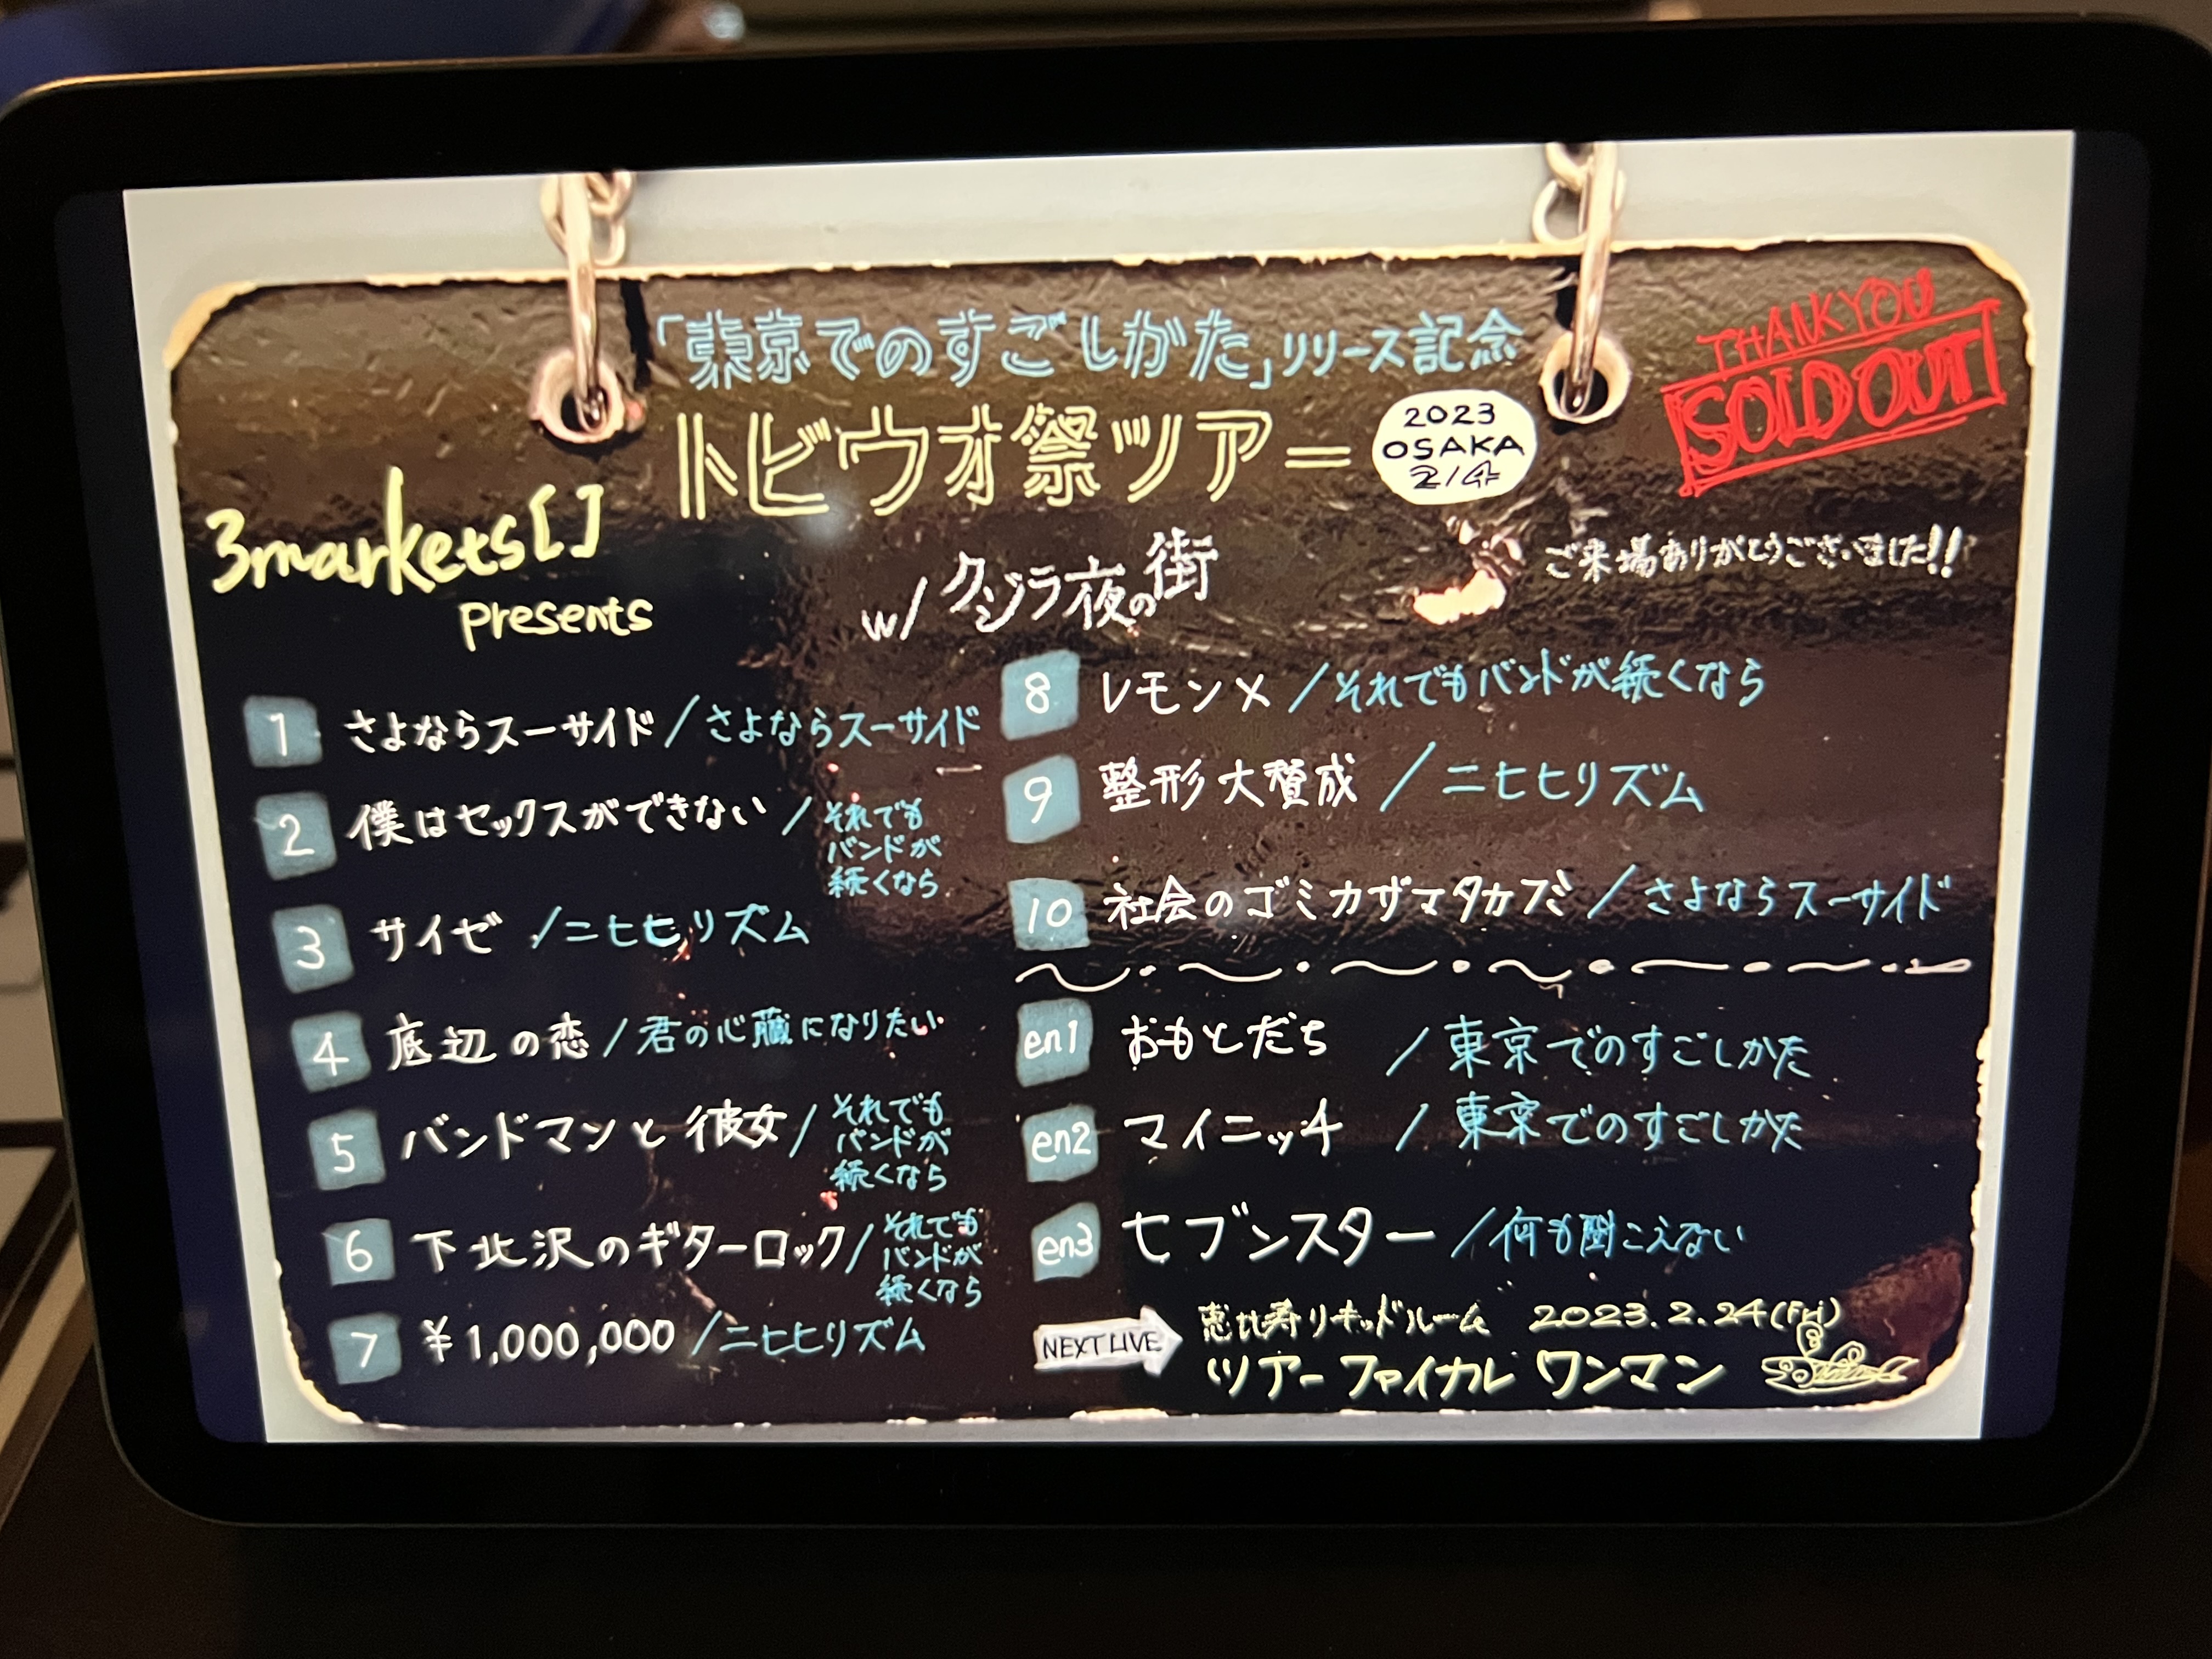 「東京でのすごしかた」リリース記念
THANK YOU
SOLD OUT
トビウオ祭ツアー
2023
OSAKA
2/4
3markets[]
presents
w/ クジラ夜の街
ご来場ありがとうございました!!
1 さよならスーサイド/さよならスーサイド
2 僕はセックスができない/それでも
バンドが
続くなら
3 サイゼ/ニヒヒリズム
4 底辺の恋/君の心臓になりたい
5 バンドマンと彼女/それでも
バンドが
続くなら
6 下北沢のギターロック/それでも
バンドが
続くなら
7 ¥1,000,000/ニヒヒリズム
8 レモン×/それでもバンドが続くなら
9 整形大賛成/ニヒヒリズム
10 社会のゴミカザマタカフミ/さよならスーサイド
en1 おもとだち/東京でのすごしかた
en2 マイニッチ/東京でのすごしかた
en3 セブンスター/何も聞こえない
NEXT LIVE
恵比寿リキッドルーム 2023.2.24(Fri)
ツアーファイナル ワンマン